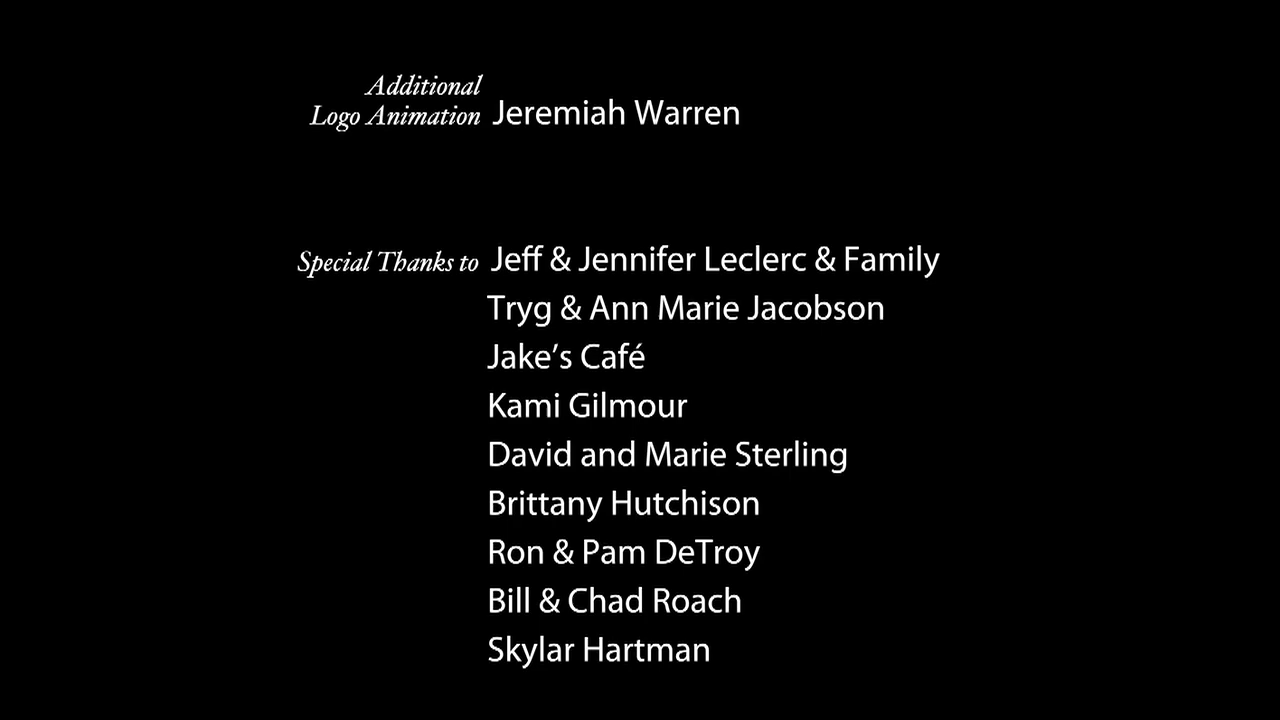 Additional
Logo Animation Jeremiah Warren
Special Thanks to Jeff & Jennifer Leclerc & Family
Tryg & Ann Marie Jacobson
Jake’s Café
Kami Gilmour
David and Marie Sterling
Brittany Hutchison
Ron & Pam DeTroy
Bill & Chad Roach
Skylar Hartman